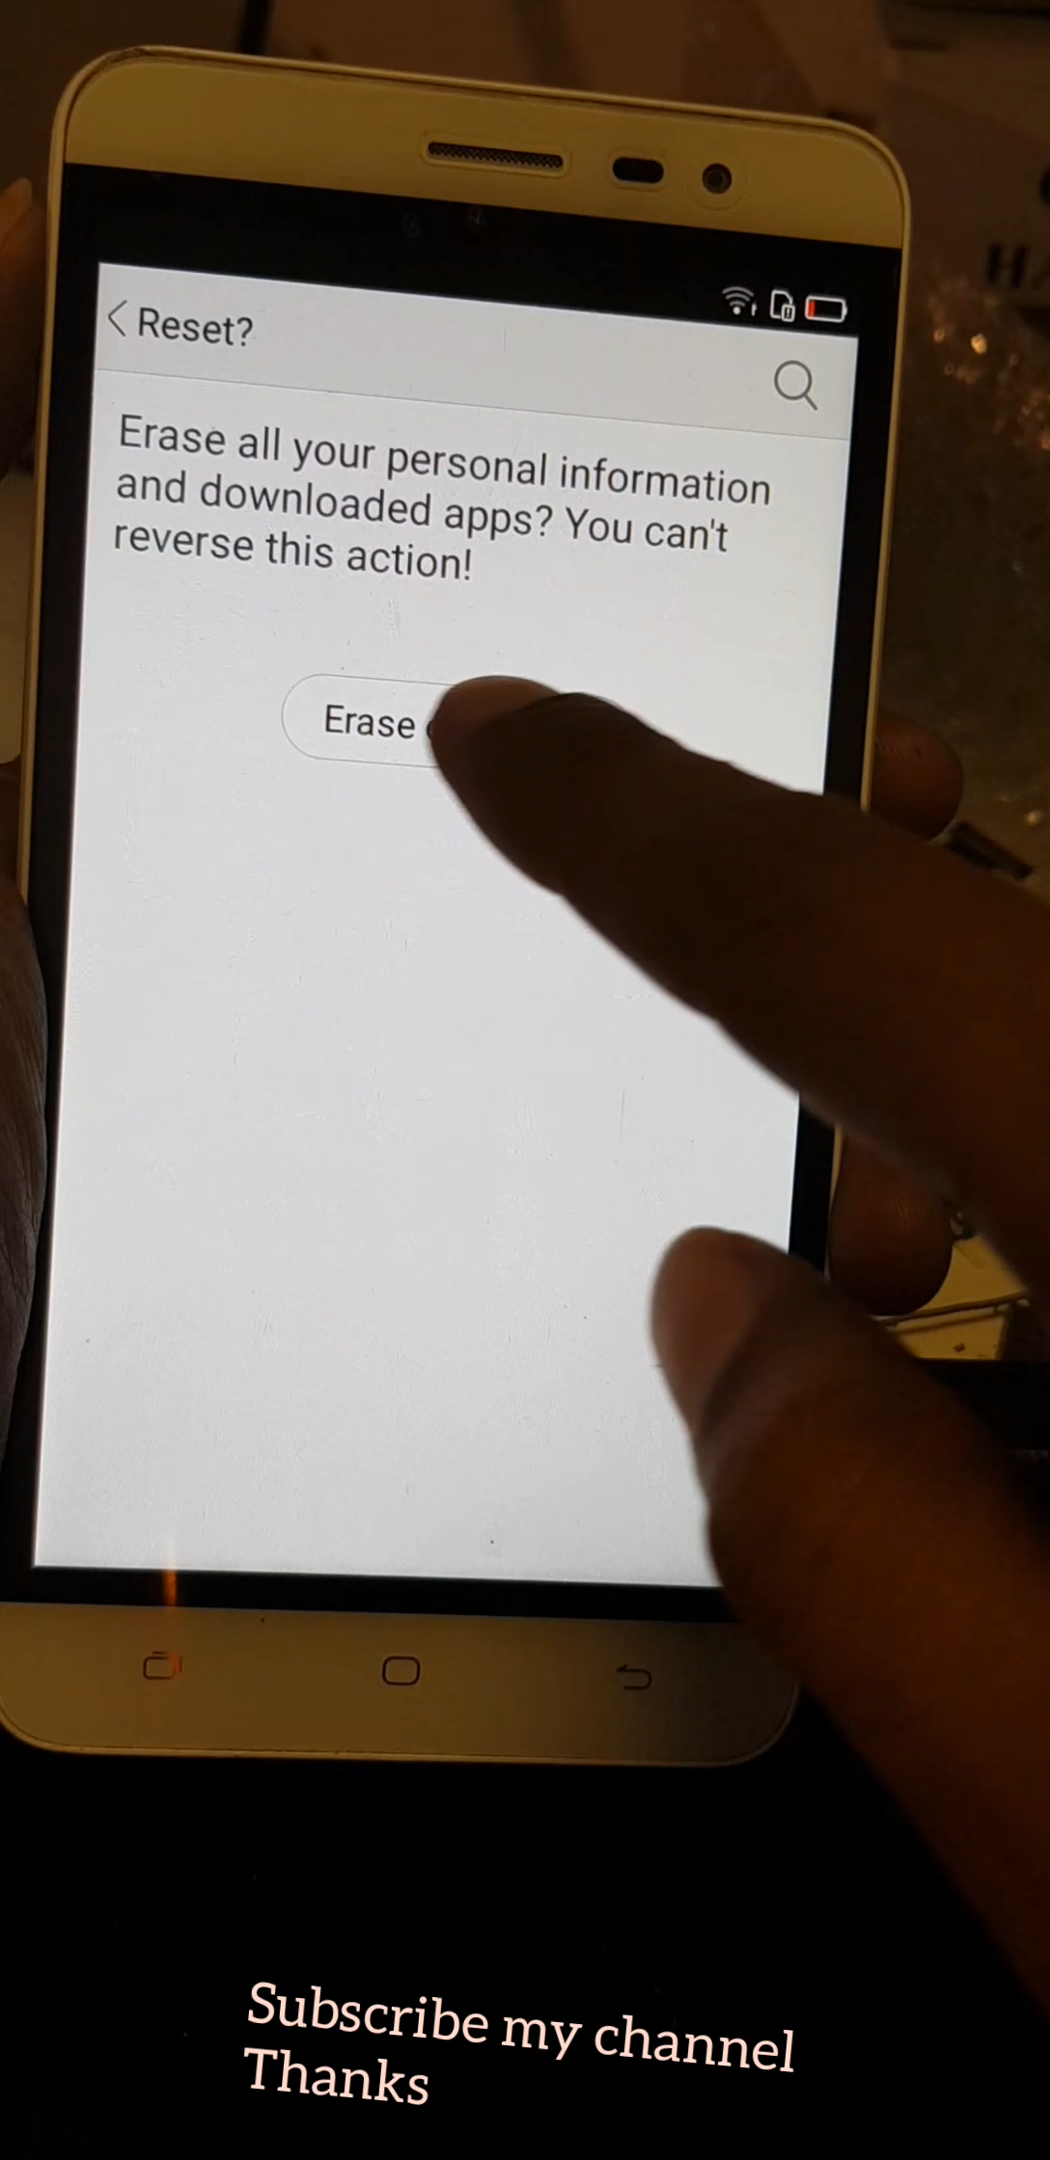 Reset?
Erase all your personal information
and downloaded apps? You can't
reverse this action!
Erase
Subscribe my channel
Thanks